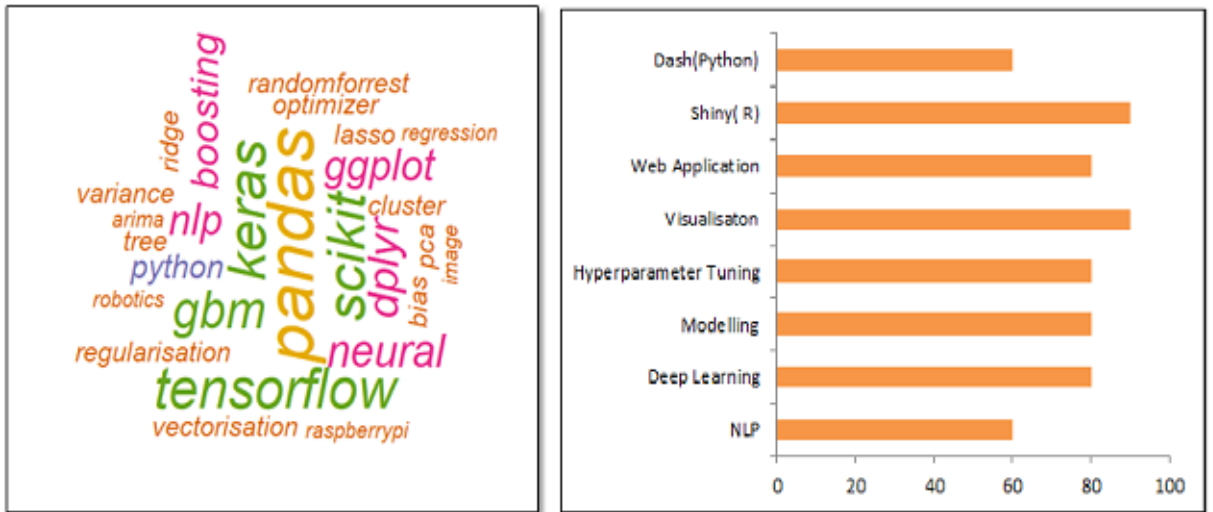 boosting
randomforrest
optimizer
ridge
lasso
regression
keras
pandas
ggplot
variance
scikit
cluster
arima
nlp
tree
dplyr
pca
image
python
bias
robotics
gbm
regularisation
neural
tensorflow
vectorisation
raspberrypi
Dash(Python)
Shiny( R)
Web Application
Visualisaton
Hyperparameter Tuning
Modelling
Deep Learning
NLP
0 20 40 60 80 100